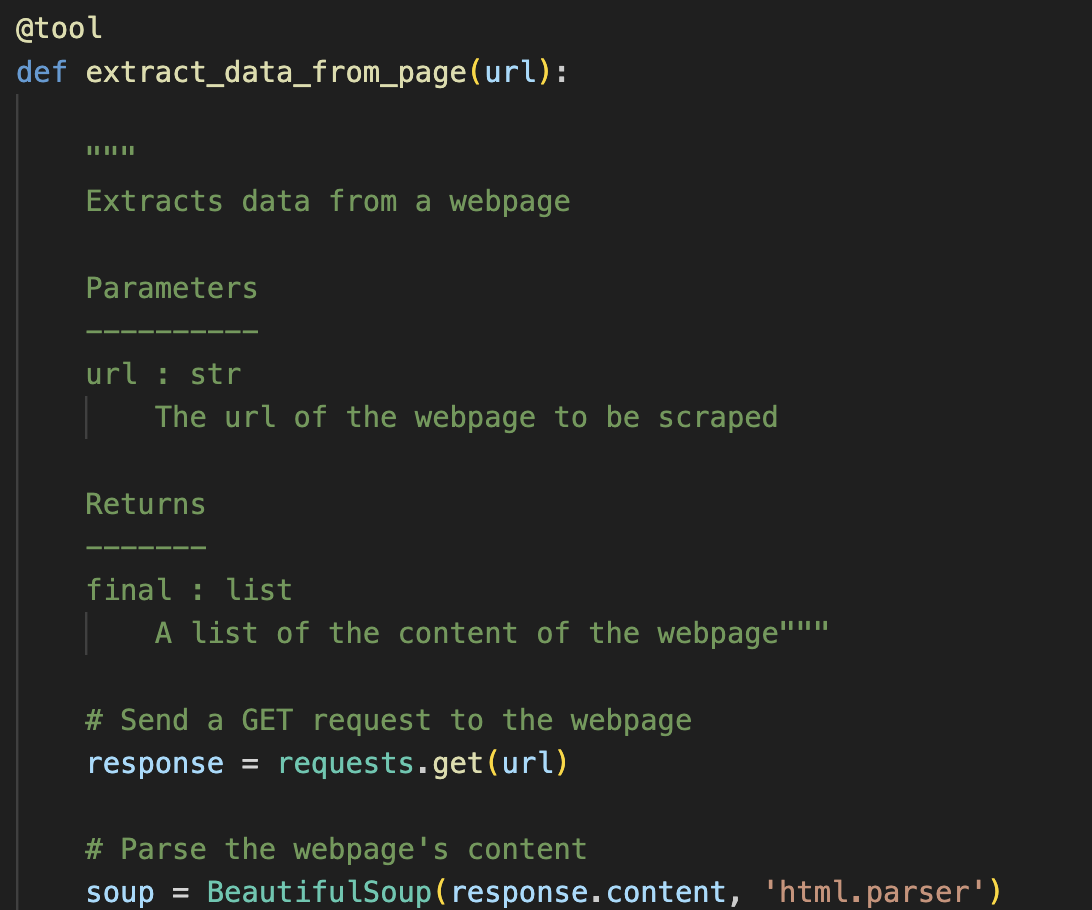 @tool
def extract_data_from_page(url):
"""
Extracts data from a webpage
Parameters
----------
url : str
The url of the webpage to be scraped
Returns
-------
final : list
A list of the content of the webpage"""
# Send a GET request to the webpage
response = requests.get(url)
# Parse the webpage's content
soup = BeautifulSoup(response.content, 'html.parser')